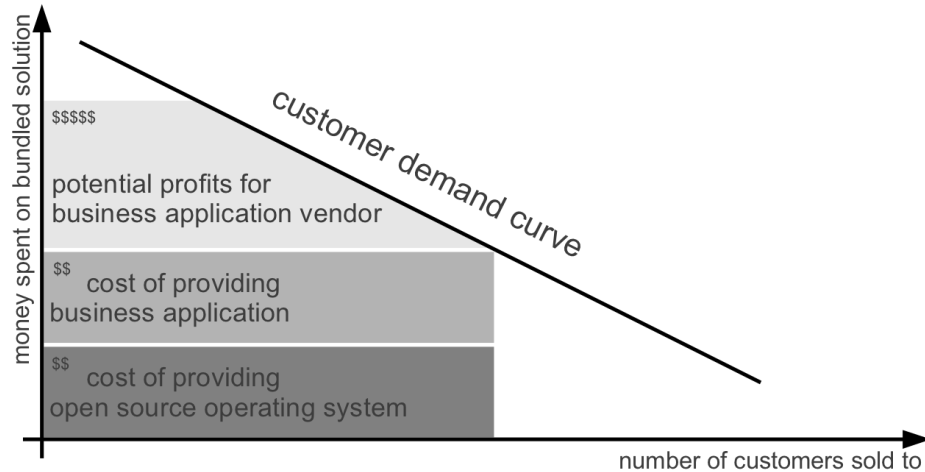 money spent on bundled solution
customer demand curve
$$$$$
potential profits for
business application vendor
$$
cost of providing
business application
$$
cost of providing
open source operating system
number of customers sold to